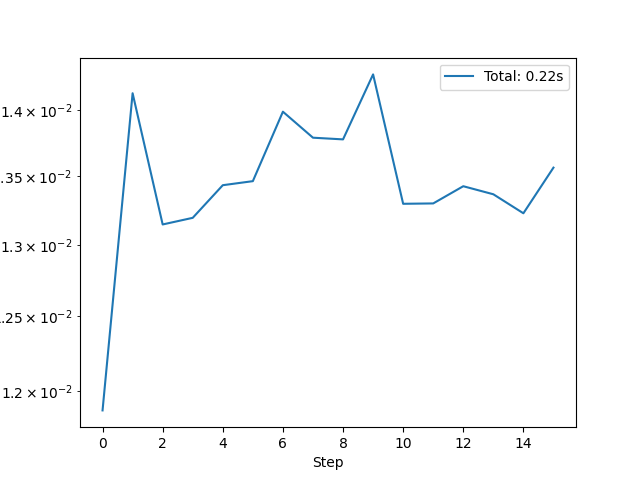 Total: 0.22s
1.4 × 10⁻²
.35 × 10⁻²
1.3 × 10⁻²
.25 × 10⁻²
1.2 × 10⁻²
0 2 4 6 8 10 12 14
Step